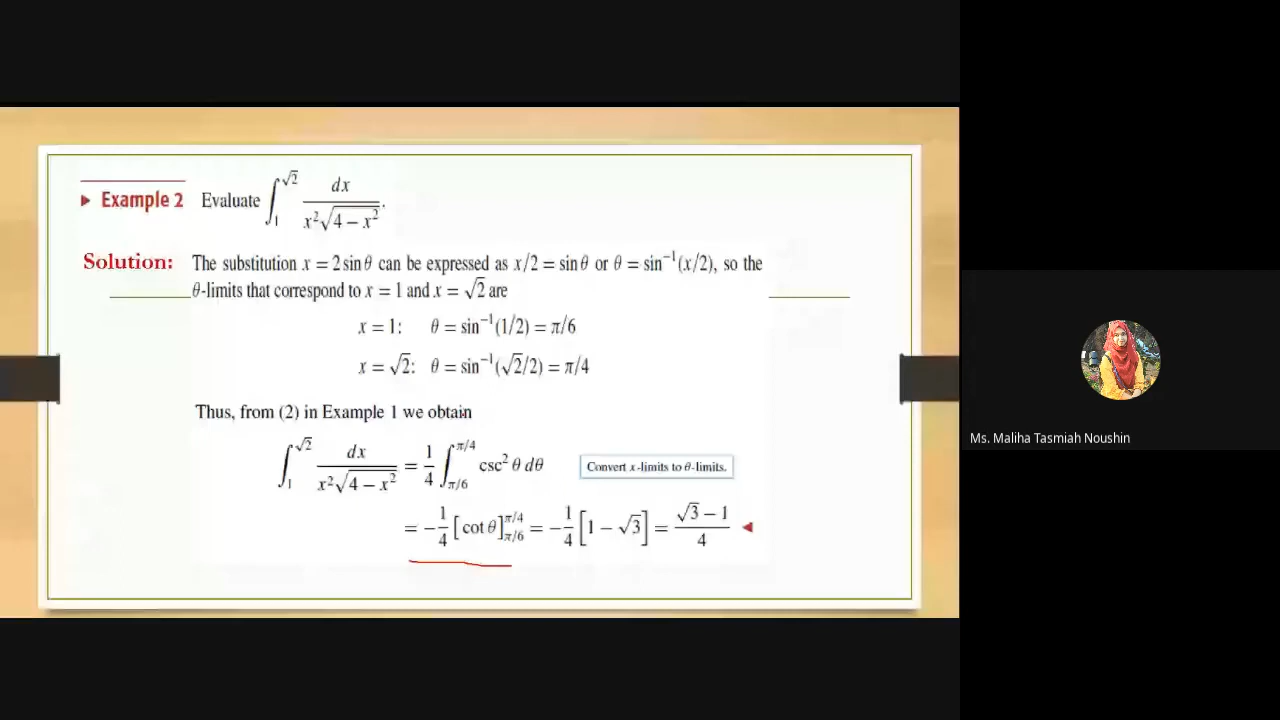 Example 2 Evaluate ∫₁^√2 dx / (x²√(4 − x²)).
Solution: The substitution x = 2 sin θ can be expressed as x/2 = sin θ or θ = sin⁻¹(x/2), so the
θ-limits that correspond to x = 1 and x = √2 are
x = 1: θ = sin⁻¹(1/2) = π/6
x = √2: θ = sin⁻¹(√2/2) = π/4
Thus, from (2) in Example 1 we obtain
∫₁^√2 dx / (x²√(4 − x²)) = 1/4 ∫_{π/6}^{π/4} csc² θ dθ Convert x-limits to θ-limits.
= −1/4 [cot θ]_{π/6}^{π/4} = −1/4 [1 − √3] = (√3 − 1)/4
Ms. Maliha Tasmiah Noushin